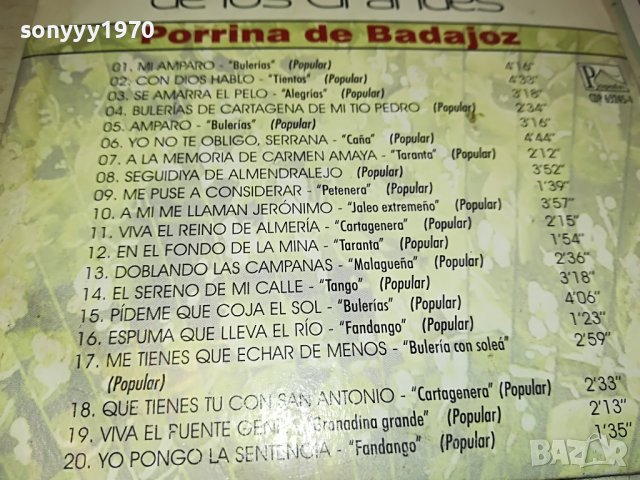 sonyyy1970
de los Grandes
Porrina de Badajoz
01. MI AMPARO - "Bulerías" (Popular) 4'16"
02. CON DIOS HABLO - "Tientos" (Popular) 4'33"
03. SE AMARRA EL PELO - "Alegrías" (Popular) 3'18"
04. BULERÍAS DE CARTAGENA DE MI TIO PEDRO (Popular) 2'34"
05. AMPARO - "Bulerías" (Popular) 3'16"
06. YO NO TE OBLIGO, SERRANA - "Caña" (Popular) 4'44"
07. A LA MEMORIA DE CARMEN AMAYA - "Taranta" (Popular) 2'12"
08. SEGUIDIYA DE ALMENDRALEJO (Popular) 3'52"
09. ME PUSE A CONSIDERAR - "Petenera" (Popular) 1'39"
10. A MI ME LLAMAN JERÓNIMO - "Jaleo extremeño" (Popular) 3'57"
11. VIVA EL REINO DE ALMERÍA - "Cartagenera" (Popular) 2'15"
12. EN EL FONDO DE LA MINA - "Taranta" (Popular) 1'54"
13. DOBLANDO LAS CAMPANAS - "Malagueña" (Popular) 2'36"
14. EL SERENO DE MI CALLE - "Tango" (Popular) 3'18"
15. PÍDEME QUE COJA EL SOL - "Bulerías" (Popular) 4'06"
16. ESPUMA QUE LLEVA EL RÍO - "Fandango" (Popular) 1'23"
17. ME TIENES QUE ECHAR DE MENOS - "Bulería con soleá" 2'59"
(Popular)
18. QUE TIENES TU CON SAN ANTONIO - "Cartagenera" (Popular) 2'33"
19. VIVA EL PUENTE GENIL - "Granadina grande" (Popular) 2'13"
20. YO PONGO LA SENTENCIA - "Fandango" (Popular) 1'35"
BAZAR